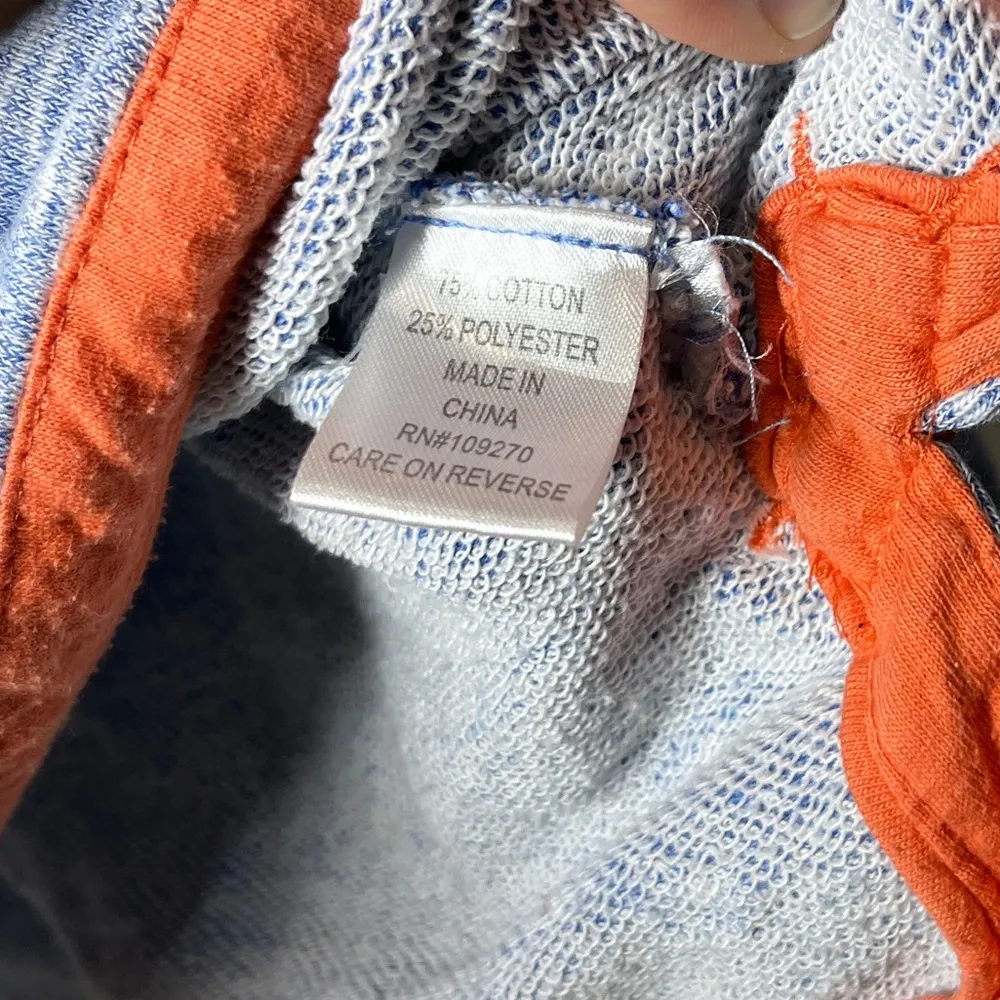 75% COTTON
25% POLYESTER
MADE IN
CHINA
RN#109270
CARE ON REVERSE